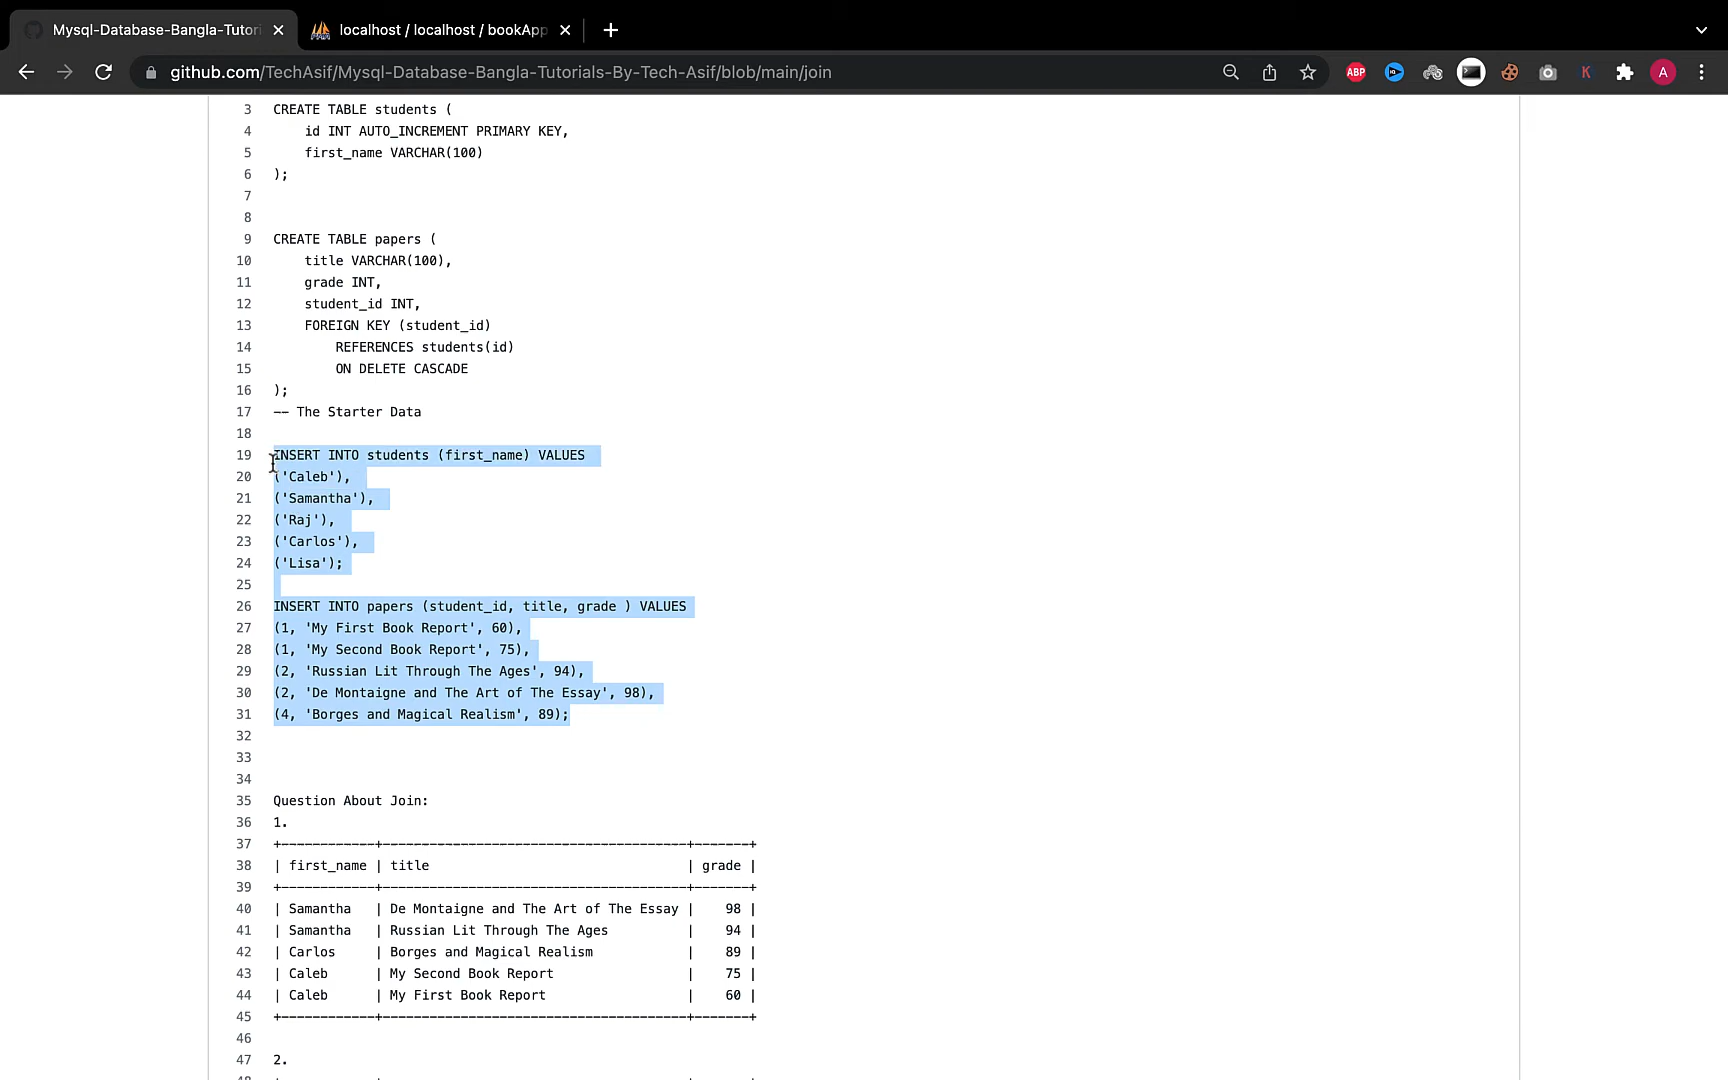 Mysql-Database-Bangla-Tutori
localhost / localhost / bookApp
github.com/TechAsif/Mysql-Database-Bangla-Tutorials-By-Tech-Asif/blob/main/join
ABP
K
A
3 CREATE TABLE students (
4 id INT AUTO_INCREMENT PRIMARY KEY,
5 first_name VARCHAR(100)
6 );
7
8
9 CREATE TABLE papers (
10 title VARCHAR(100),
11 grade INT,
12 student_id INT,
13 FOREIGN KEY (student_id)
14 REFERENCES students(id)
15 ON DELETE CASCADE
16 );
17 -- The Starter Data
18
19 INSERT INTO students (first_name) VALUES
20 ('Caleb'),
21 ('Samantha'),
22 ('Raj'),
23 ('Carlos'),
24 ('Lisa');
25
26 INSERT INTO papers (student_id, title, grade ) VALUES
27 (1, 'My First Book Report', 60),
28 (1, 'My Second Book Report', 75),
29 (2, 'Russian Lit Through The Ages', 94),
30 (2, 'De Montaigne and The Art of The Essay', 98),
31 (4, 'Borges and Magical Realism', 89);
32
33
34
35 Question About Join:
36 1.
37 +------------+---------------------------------------+-------+
38 | first_name | title | grade |
39 +------------+---------------------------------------+-------+
40 | Samantha | De Montaigne and The Art of The Essay | 98 |
41 | Samantha | Russian Lit Through The Ages | 94 |
42 | Carlos | Borges and Magical Realism | 89 |
43 | Caleb | My Second Book Report | 75 |
44 | Caleb | My First Book Report | 60 |
45 +------------+---------------------------------------+-------+
46
47 2.